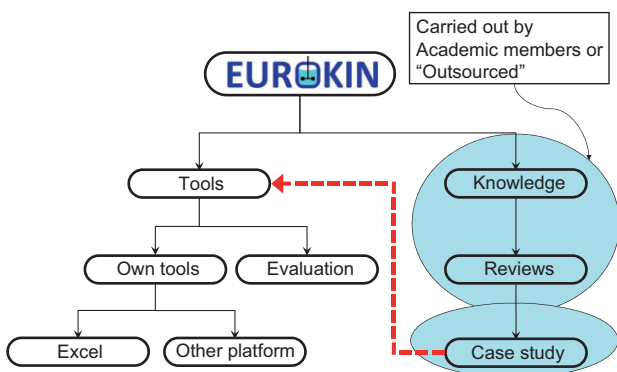 Carried out by
Academic members or
“Outsourced”
EUROKIN
Tools
Knowledge
Own tools
Evaluation
Reviews
Excel
Other platform
Case study